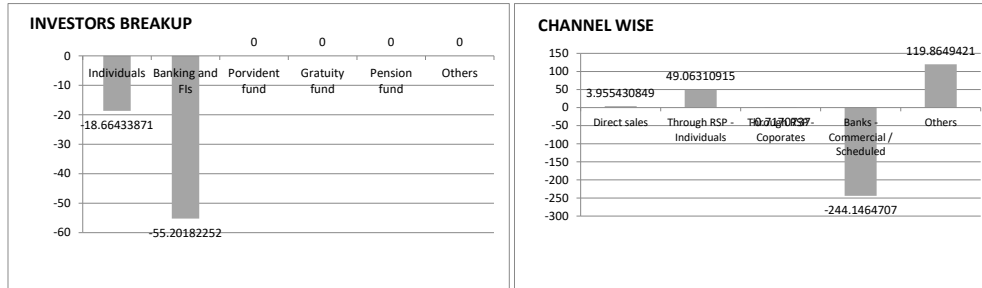 INVESTORS BREAKUP
0 0 0 0
0
-10
-20
-30
-40
-50
-60
Individuals Banking and FIs Porvident fund Gratuity fund Pension fund Others
-18.66433871
-55.20182252
CHANNEL WISE
150
100
50
0
-50
-100
-150
-200
-250
-300
3.955430849
49.06310915
119.8649421
Direct sales
Through RSP -
Individuals
Through RSP -
Coporates
Banks -
Commercial /
Scheduled
Others
-244.1464707